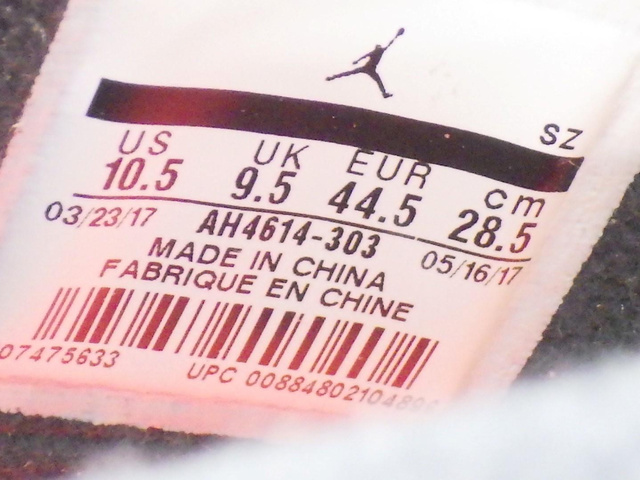 SZ
US UK EUR cm
10.5 9.5 44.5 28.5
03/23/17 AH4614-303 05/16/17
MADE IN CHINA
FABRIQUE EN CHINE
07475633
UPC